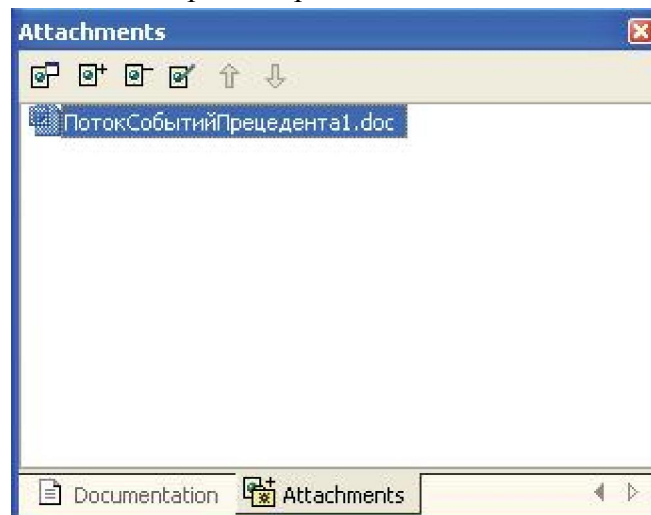 Attachments
ПотокСобытийПрецедента1.doc
Documentation
Attachments